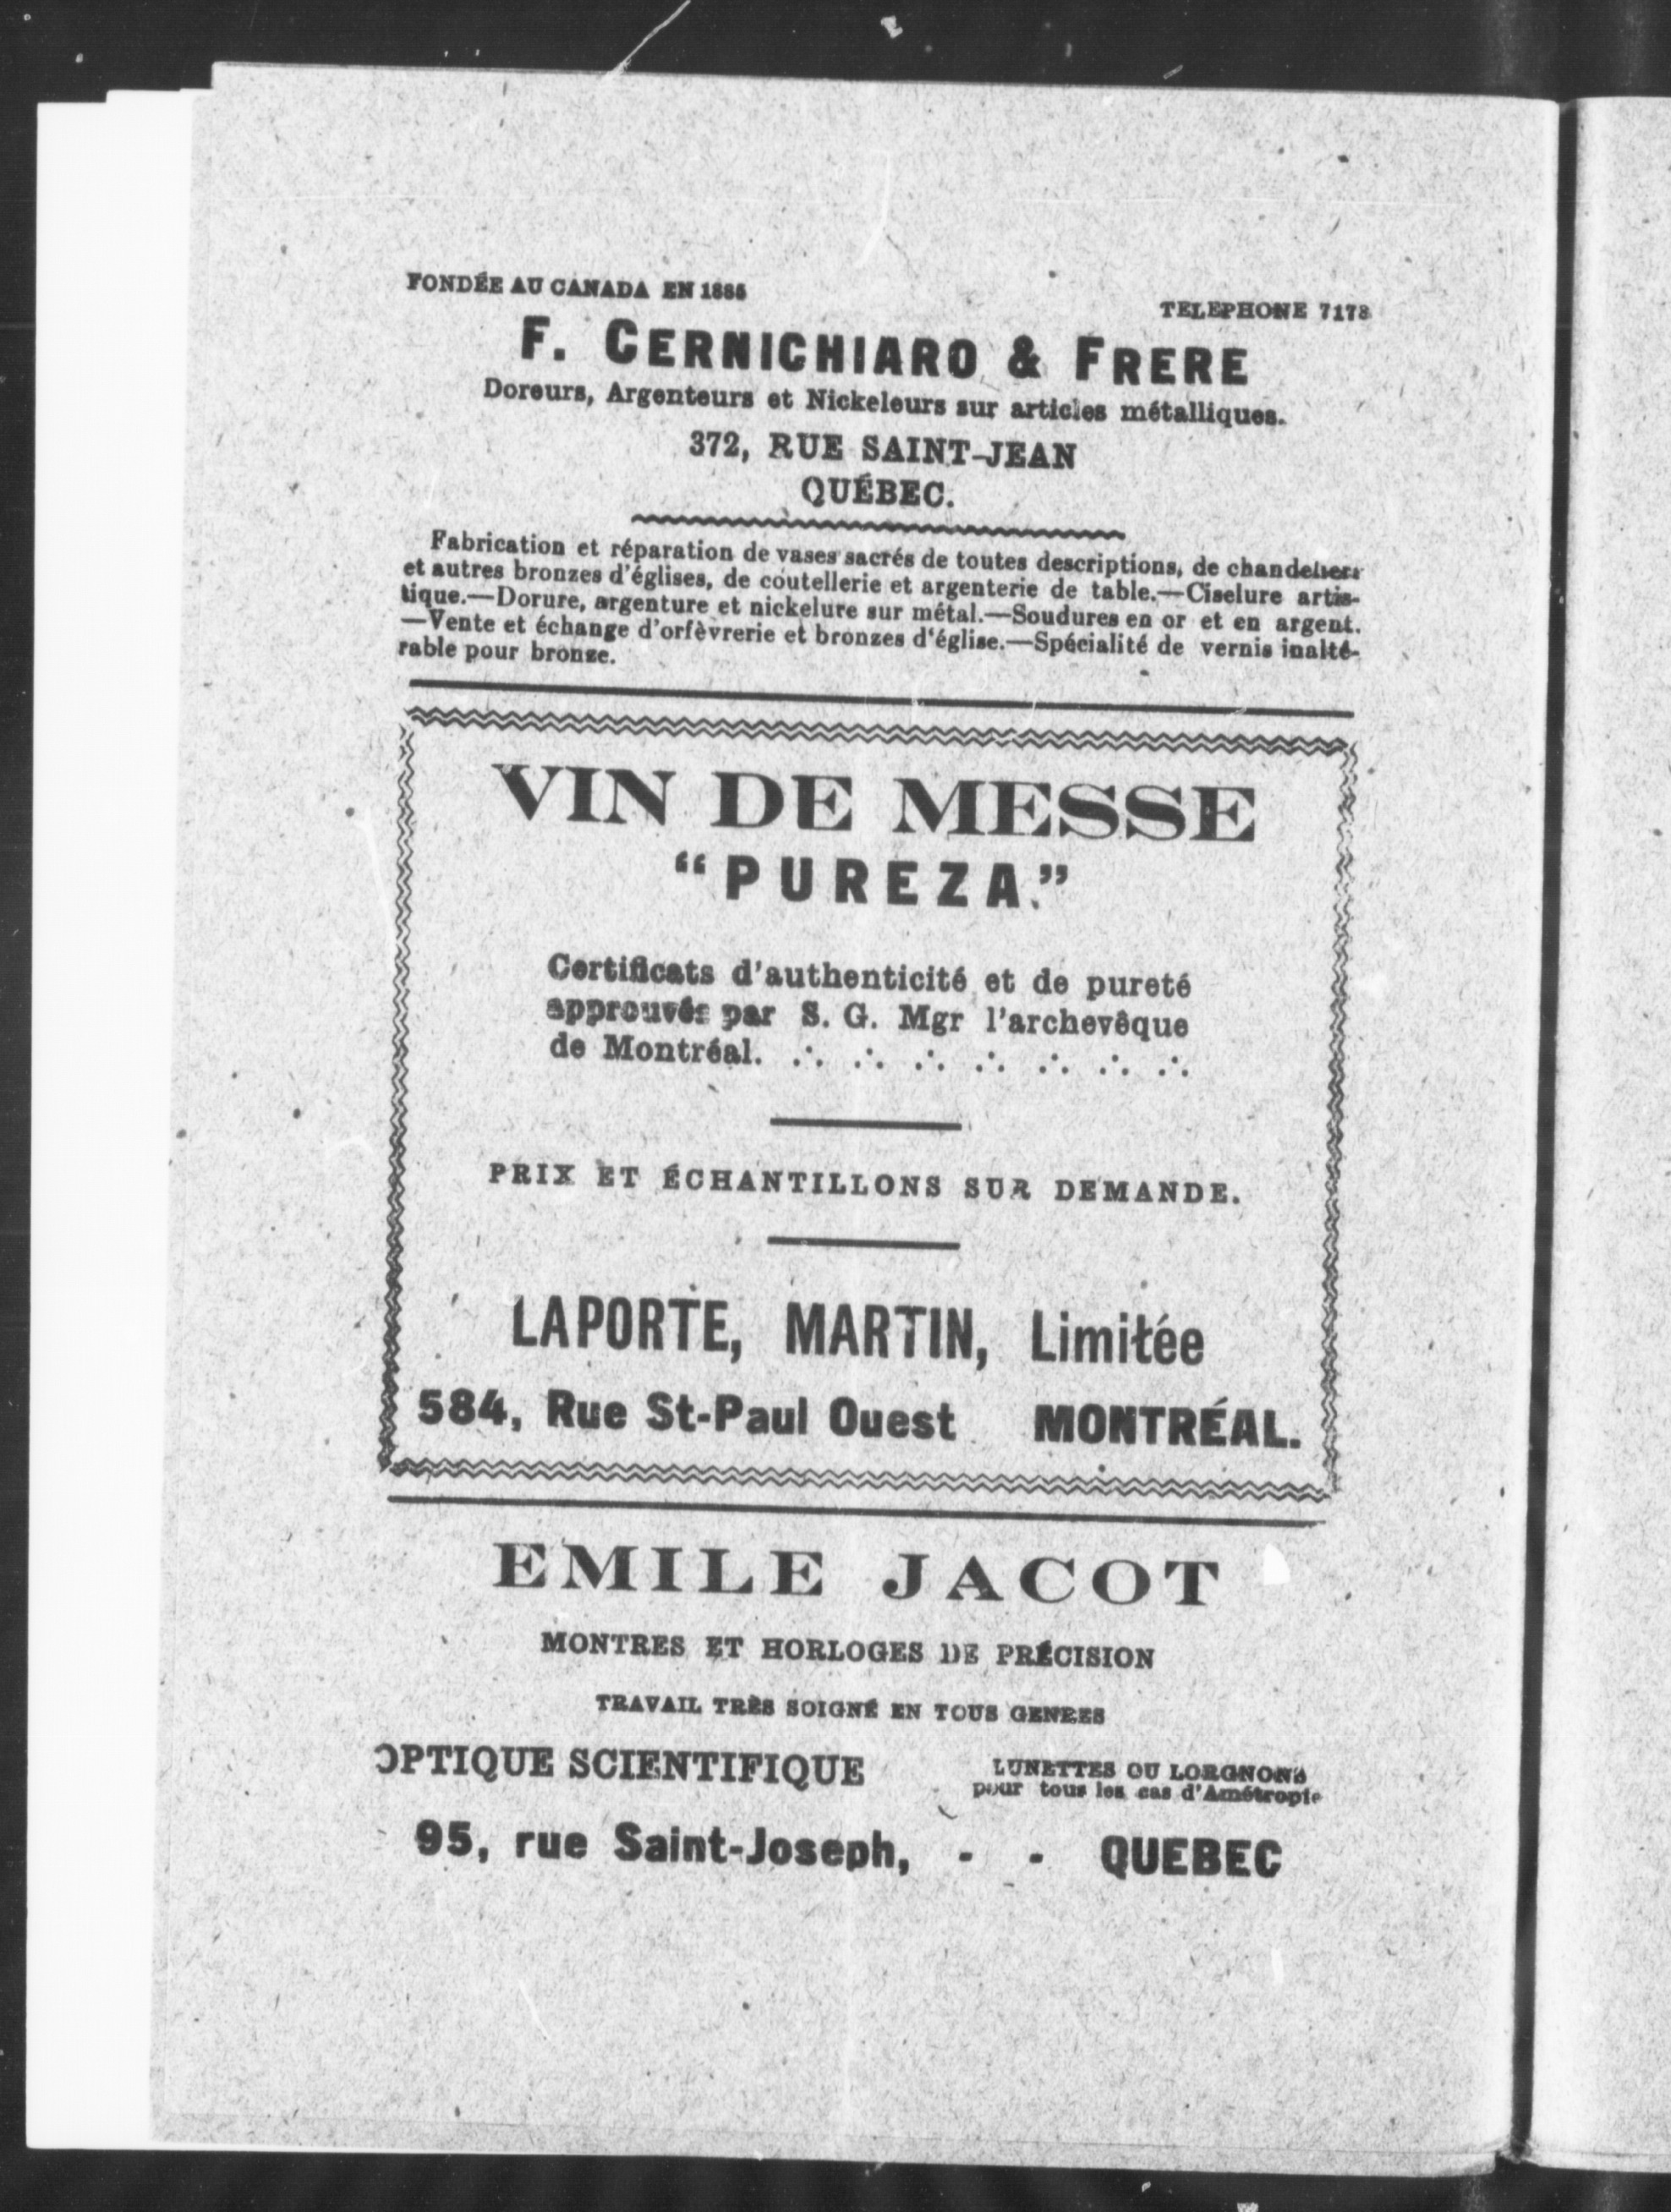 FONDÉE AU CANADA EN 1885
TELEPHONE 7178
F. CERNICHIARO & FRERE
Doreurs, Argenteurs et Nickeleurs sur articles métalliques.
372, RUE SAINT-JEAN
QUÉBEC.
Fabrication et réparation de vases sacrés de toutes descriptions, de chandeliers
et autres bronzes d'églises, de coutellerie et argenterie de table.—Ciselure artis-
tique.—Dorure, argenture et nickelure sur métal.—Soudures en or et en argent.
—Vente et échange d'orfèvrerie et bronzes d'église.—Spécialité de vernis inalté-
rable pour bronze.
VIN DE MESSE
"PUREZA."
Certificats d'authenticité et de pureté
approuvés par S. G. Mgr l'archevêque
de Montréal. ∴ ∴ ∴ ∴ ∴ ∴ ∴
PRIX ET ÉCHANTILLONS SUR DEMANDE.
LAPORTE, MARTIN, Limitée
584, Rue St-Paul Ouest MONTRÉAL.
EMILE JACOT
MONTRES ET HORLOGES DE PRÉCISION
TRAVAIL TRÈS SOIGNÉ EN TOUS GENRES
OPTIQUE SCIENTIFIQUE
LUNETTES OU LORGNONS
pour tous les cas d'Amétropie
95, rue Saint-Joseph, - - QUEBEC